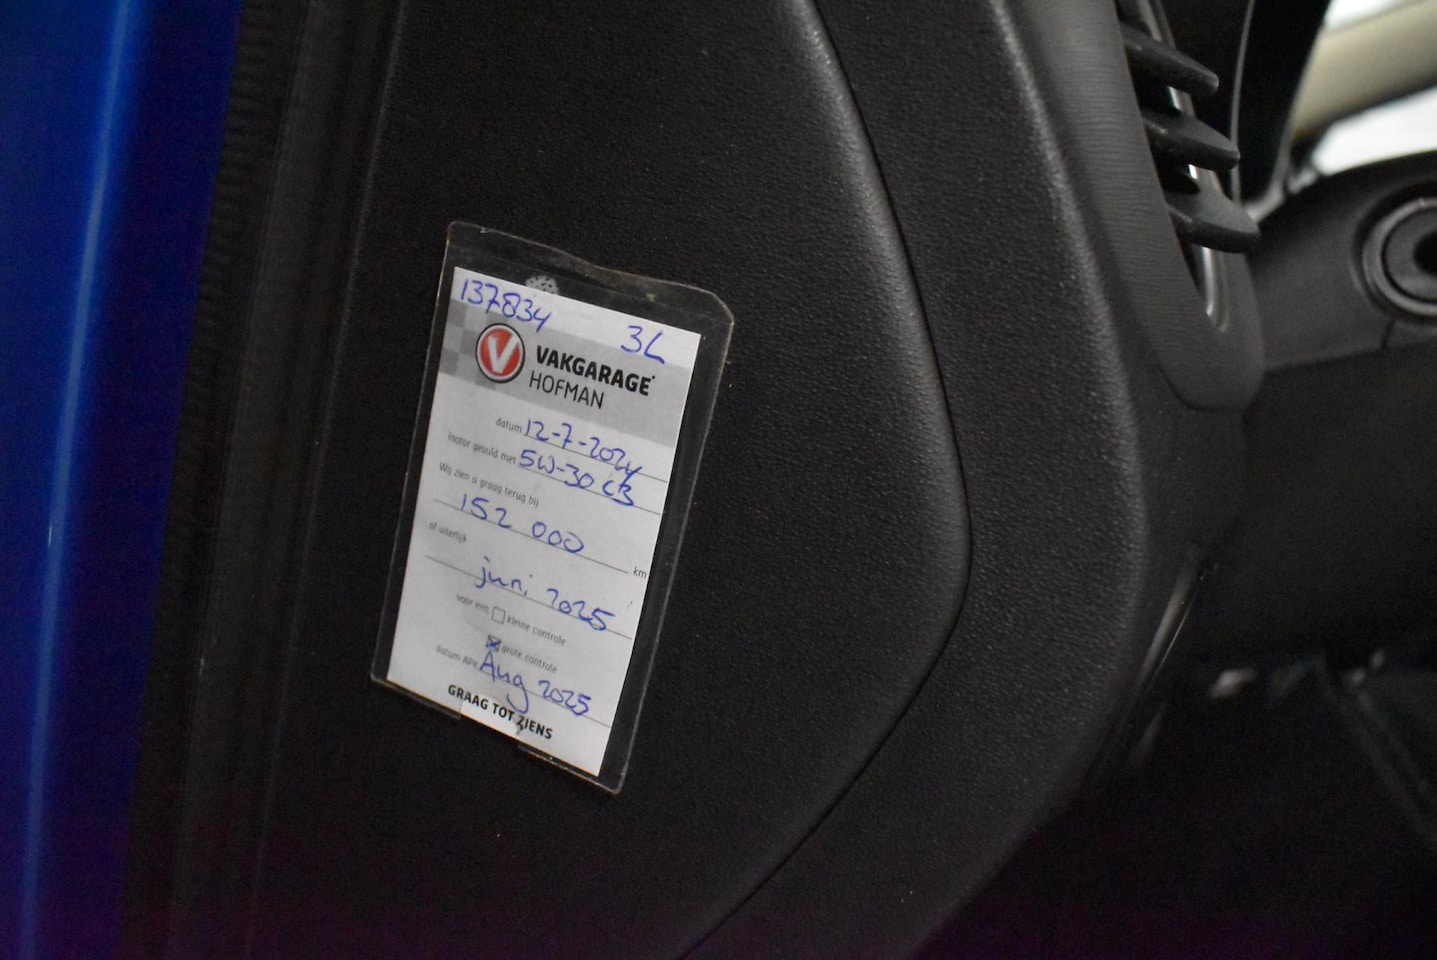 137834 3L
V VAKGARAGE
HOFMAN
datum 12-7-2024
motor gevuld met 5W-30 C3
Wij zien u graag terug bij
152 000 km
of uiterlijk
juni 2025
voor een kleine controle
grote controle
datum APK Aug 2025
GRAAG TOT ZIENS